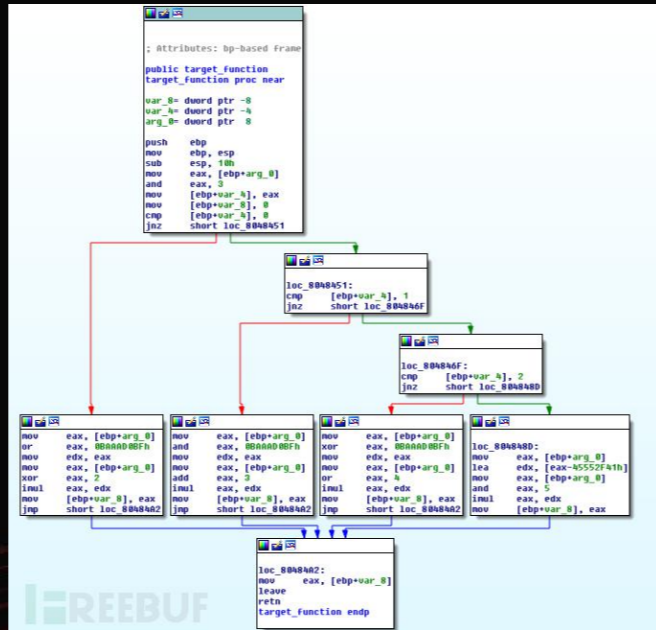 ; Attributes: bp-based frame
public target_function
target_function proc near
var_8= dword ptr -8
var_4= dword ptr -4
arg_0= dword ptr  8
push    ebp
mov     ebp, esp
sub     esp, 10h
mov     eax, [ebp+arg_0]
and     eax, 3
mov     [ebp+var_4], eax
mov     [ebp+var_8], 0
cmp     [ebp+var_4], 0
jnz     short loc_8048451
loc_8048451:
cmp     [ebp+var_4], 1
jnz     short loc_804846F
loc_804846F:
cmp     [ebp+var_4], 2
jnz     short loc_804848D
mov     eax, [ebp+arg_0]
or      eax, 0BAAAD0BFh
mov     edx, eax
mov     eax, [ebp+arg_0]
xor     eax, 2
imul    eax, edx
mov     [ebp+var_8], eax
jmp     short loc_80484A2
mov     eax, [ebp+arg_0]
and     eax, 0BAAAD0BFh
mov     edx, eax
mov     eax, [ebp+arg_0]
add     eax, 3
imul    eax, edx
mov     [ebp+var_8], eax
jmp     short loc_80484A2
mov     eax, [ebp+arg_0]
xor     eax, 0BAAAD0BFh
mov     edx, eax
mov     eax, [ebp+arg_0]
or      eax, 4
imul    eax, edx
mov     [ebp+var_8], eax
jmp     short loc_80484A2
loc_804848D:
mov     eax, [ebp+arg_0]
lea     edx, [eax-45552F41h]
mov     eax, [ebp+arg_0]
and     eax, 5
imul    eax, edx
mov     [ebp+var_8], eax
loc_80484A2:
mov     eax, [ebp+var_8]
leave
retn
target_function endp
FREEBUF